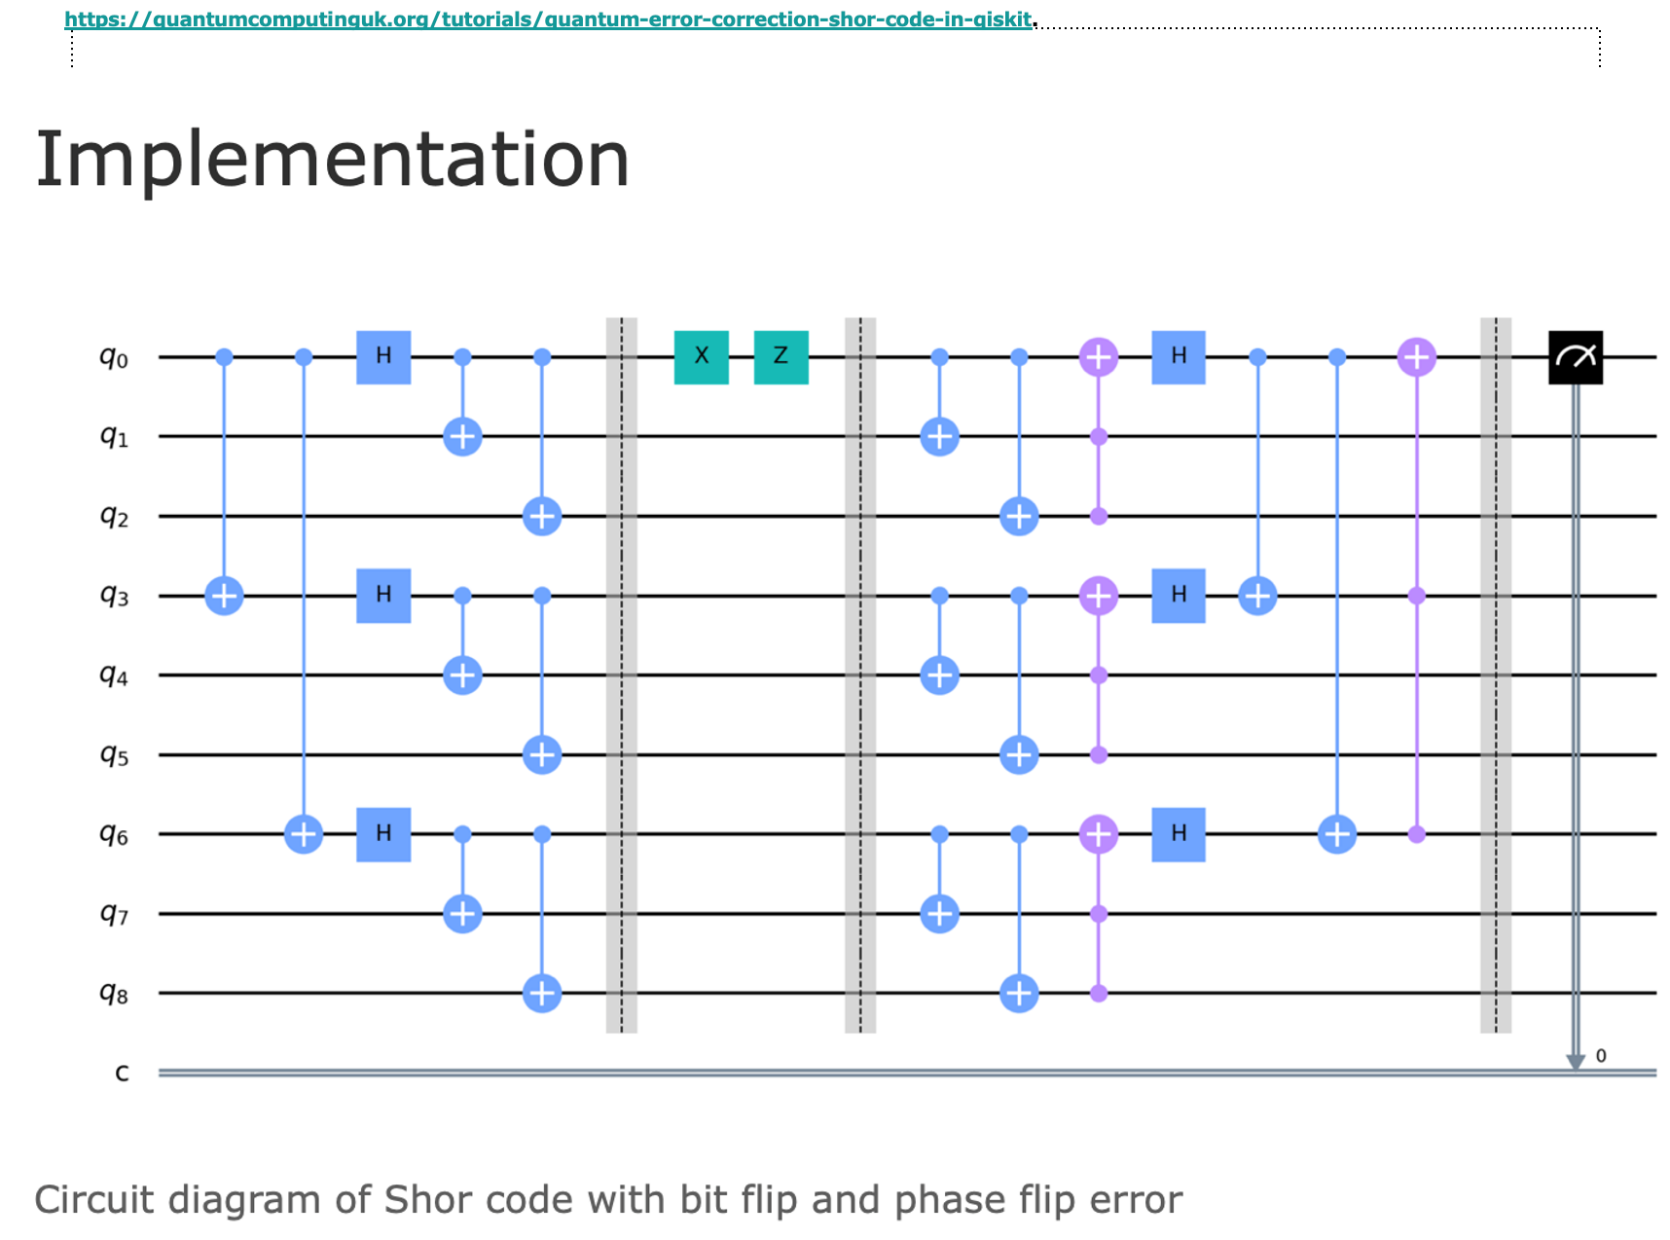 https://quantumcomputinguk.org/tutorials/quantum-error-correction-shor-code-in-qiskit.
Implementation
q0 H X Z H
q1
q2
q3 H H
q4
q5
q6 H H
q7
q8
0
c
Circuit diagram of Shor code with bit flip and phase flip error